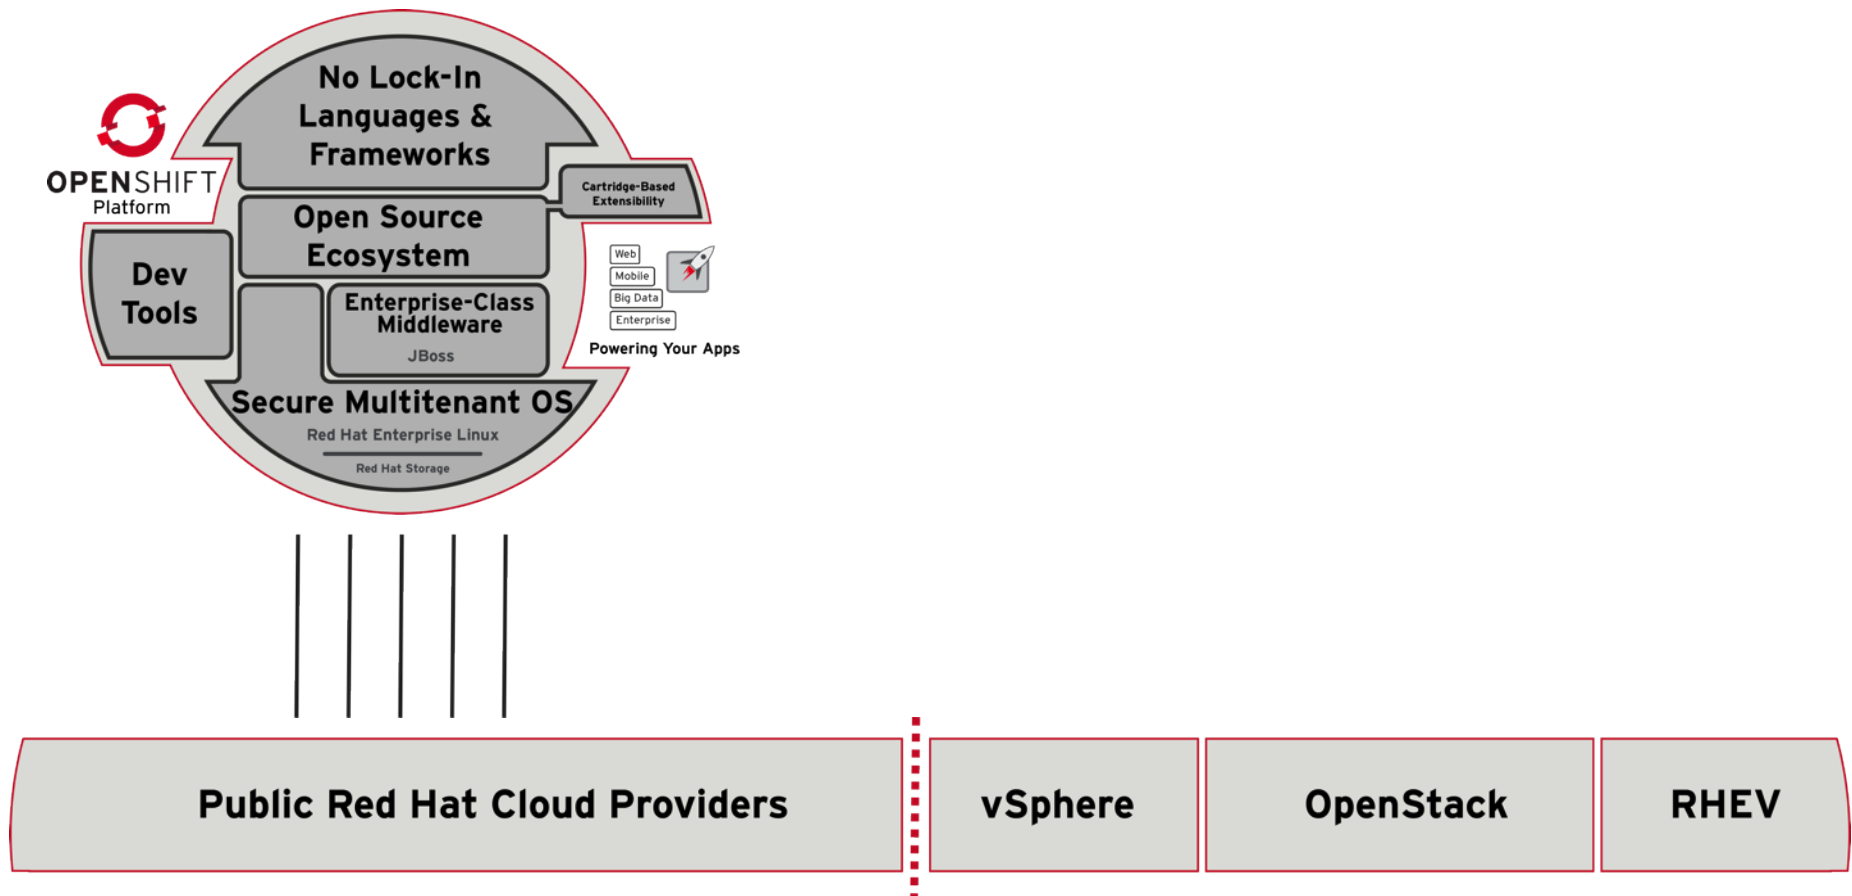 No Lock-In
Languages &
Frameworks
OPENSHIFT
Platform
Cartridge-Based
Extensibility
Open Source
Ecosystem
Dev
Tools
Web
Mobile
Big Data
Enterprise
Powering Your Apps
Enterprise-Class
Middleware
JBoss
Secure Multitenant OS
Red Hat Enterprise Linux
Red Hat Storage
Public Red Hat Cloud Providers
vSphere
OpenStack
RHEV